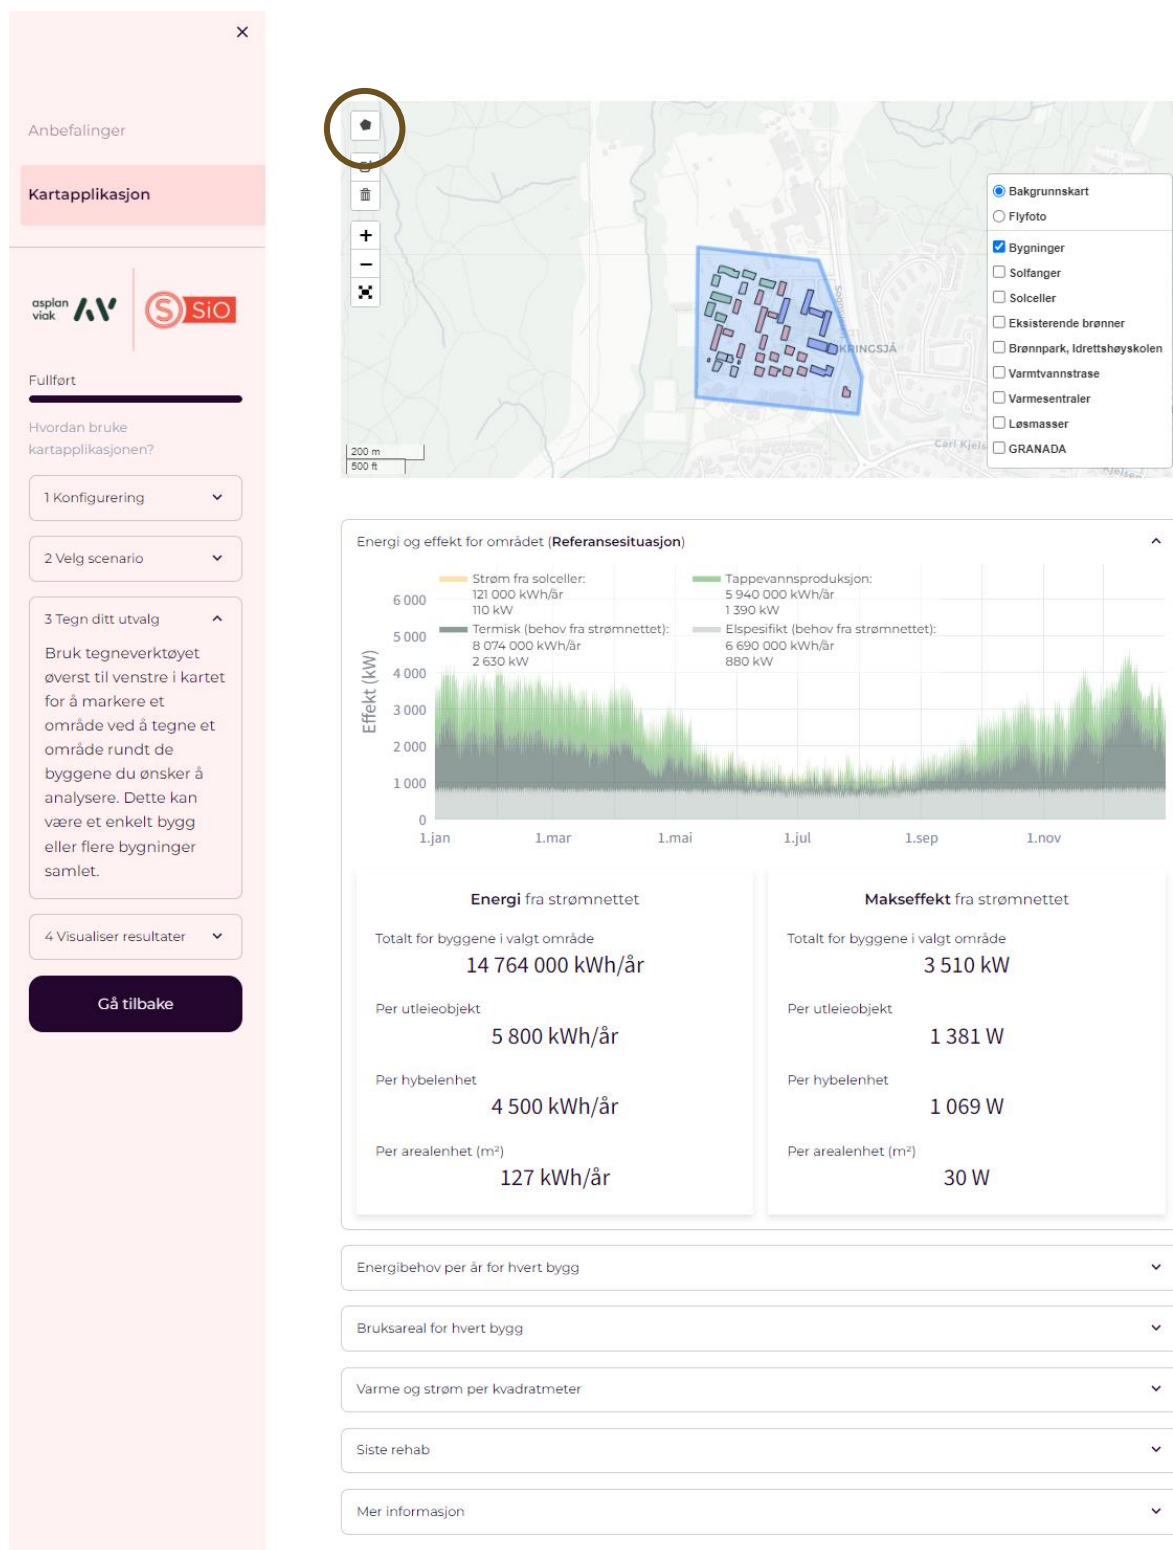 Anbefalinger
Kartapplikasjon
asplan
viak
S SiO
Fullført
Hvordan bruke
kartapplikasjonen?
1 Konfigurering
2 Velg scenario
3 Tegn ditt utvalg
Bruk tegneverktøyet
øverst til venstre i kartet
for å markere et
område ved å tegne et
område rundt de
byggene du ønsker å
analysere. Dette kan
være et enkelt bygg
eller flere bygninger
samlet.
4 Visualiser resultater
Gå tilbake
+
−
200 m
500 ft
KRINGSJÅ
Carl Kjels
Bakgrunnskart
Flyfoto
Bygninger
Solfanger
Solceller
Eksisterende brønner
Brønnpark, Idrettshøyskolen
Varmtvannstrase
Varmesentraler
Løsmasser
GRANADA
Energi og effekt for området (Referansesituasjon)
Strøm fra solceller:
121 000 kWh/år
110 kW
Termisk (behov fra strømnettet):
8 074 000 kWh/år
2 630 kW
Tappevannsproduksjon:
5 940 000 kWh/år
1 390 kW
Elspesifikt (behov fra strømnettet):
6 690 000 kWh/år
880 kW
Effekt (kW)
6 000
5 000
4 000
3 000
2 000
1 000
0
1.jan 1.mar 1.mai 1.jul 1.sep 1.nov
Energi fra strømnettet
Totalt for byggene i valgt område
14 764 000 kWh/år
Per utleieobjekt
5 800 kWh/år
Per hybelenhet
4 500 kWh/år
Per arealenhet (m²)
127 kWh/år
Makseffekt fra strømnettet
Totalt for byggene i valgt område
3 510 kW
Per utleieobjekt
1 381 W
Per hybelenhet
1 069 W
Per arealenhet (m²)
30 W
Energibehov per år for hvert bygg
Bruksareal for hvert bygg
Varme og strøm per kvadratmeter
Siste rehab
Mer informasjon